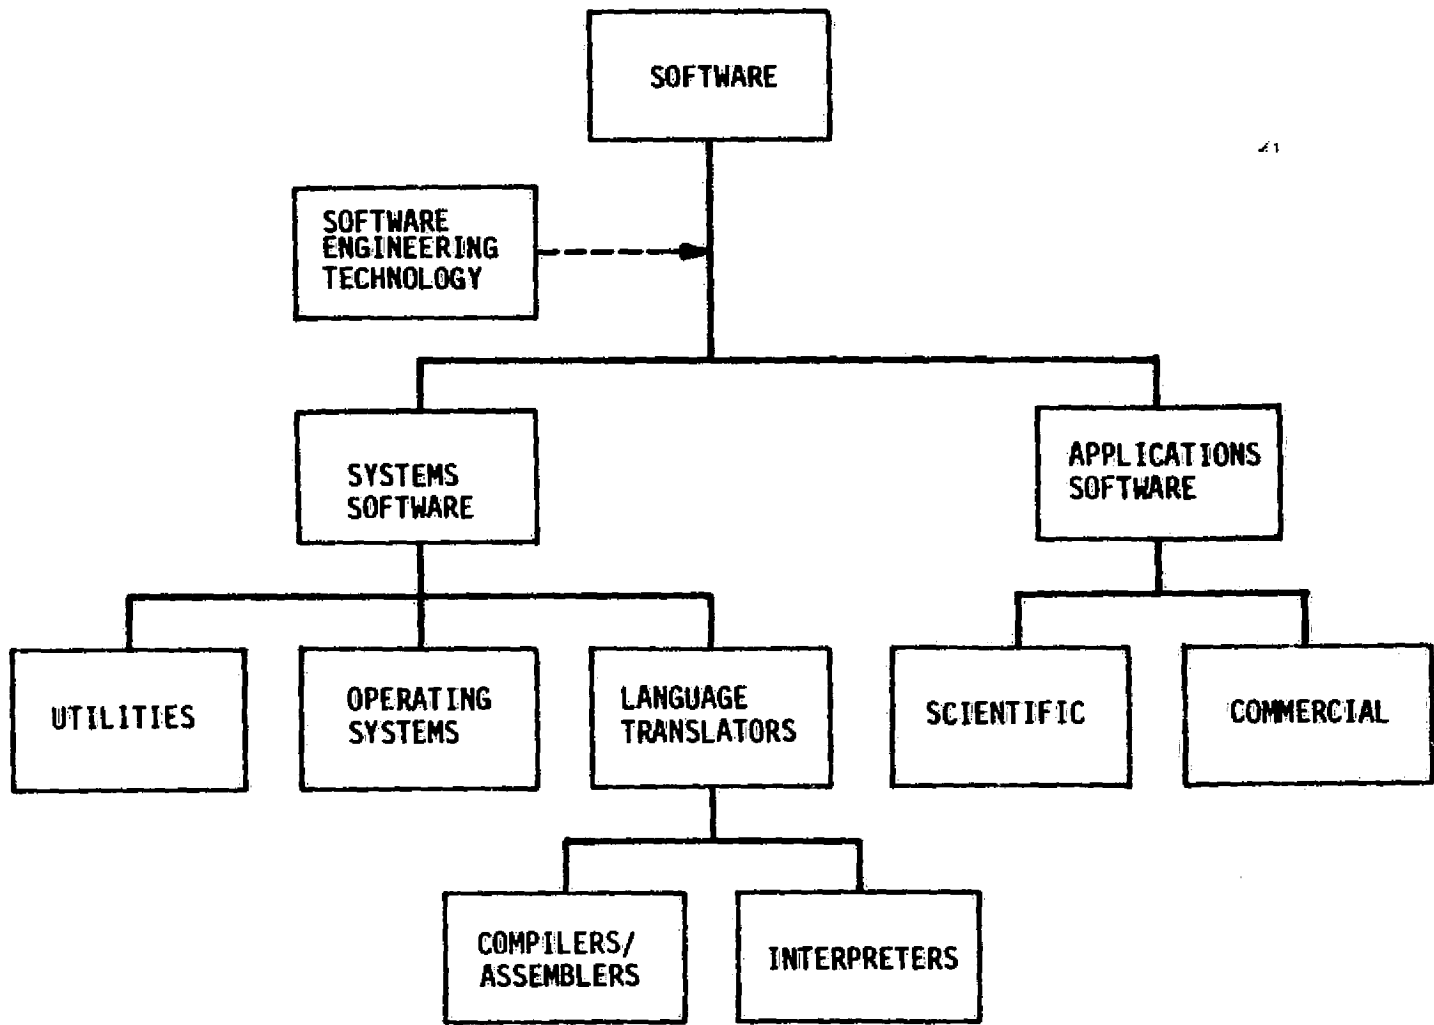 SOFTWARE
SOFTWARE
ENGINEERING
TECHNOLOGY
SYSTEMS
SOFTWARE
APPLICATIONS
SOFTWARE
UTILITIES
OPERATING
SYSTEMS
LANGUAGE
TRANSLATORS
SCIENTIFIC
COMMERCIAL
COMPILERS/
ASSEMBLERS
INTERPRETERS